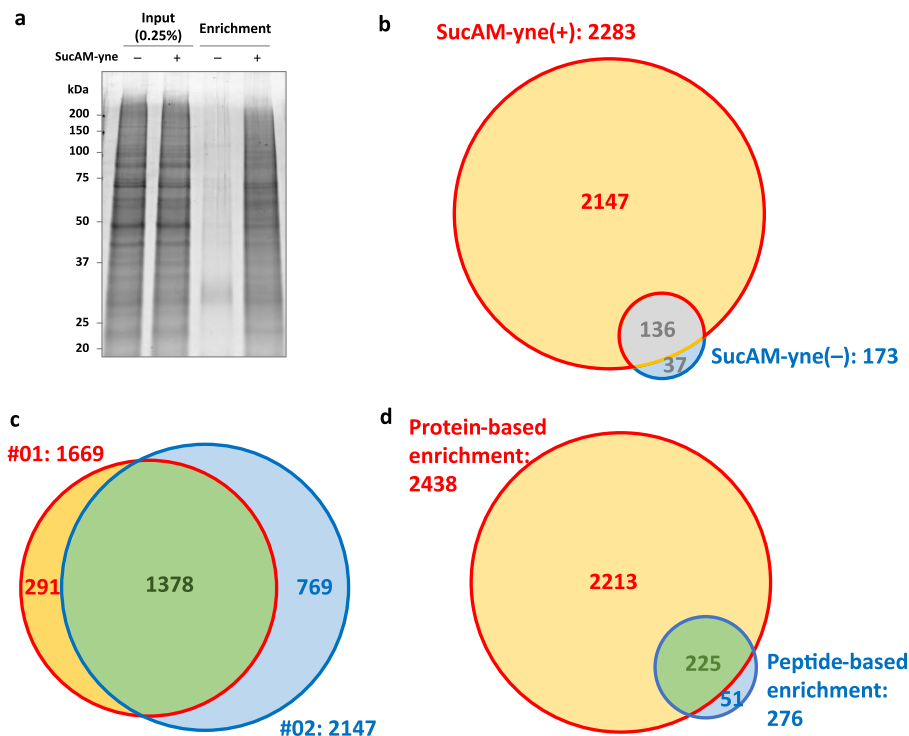 a
Input
(0.25%)
Enrichment
SucAM-yne – + – +
kDa
200
150
100
75
50
37
25
20
b
SucAM-yne(+): 2283
2147
136
37
SucAM-yne(–): 173
c
#01: 1669
291
1378
769
#02: 2147
d
Protein-based
enrichment:
2438
2213
225
51
Peptide-based
enrichment:
276